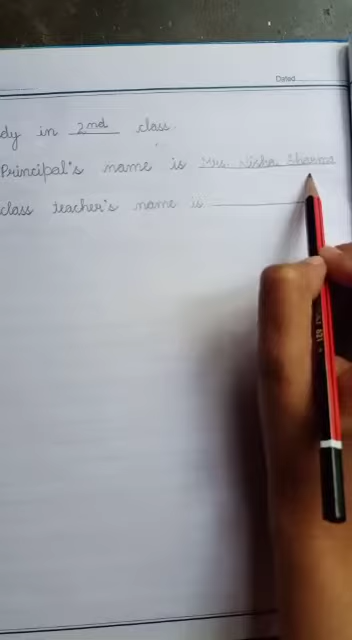 Dated
dy in 2nd class.
Principal's name is Mrs. Nisha Sharma
class teacher's name is